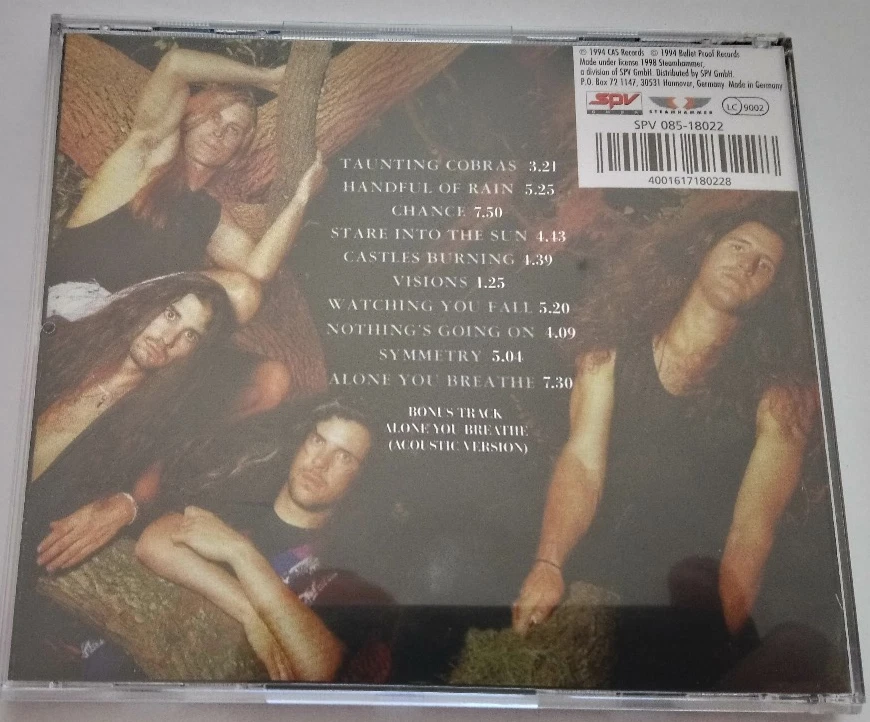 ℗ 1994 CAS Records © 1994 Bullet Proof Records
Made under license 1998 Steamhammer,
a division of SPV GmbH. Distributed by SPV GmbH.
P.O. Box 72 1147, 30531 Hannover, Germany. Made in Germany
SPV
STEAMHAMMER
LC 9002
SPV 085-18022
4001617180228
TAUNTING COBRAS 3.21
HANDFUL OF RAIN 5.25
CHANCE 7.50
STARE INTO THE SUN 4.43
CASTLES BURNING 4.39
VISIONS 1.25
WATCHING YOU FALL 5.20
NOTHING'S GOING ON 4.09
SYMMETRY 5.04
ALONE YOU BREATHE 7.30
BONUS TRACK
ALONE YOU BREATHE
(ACOUSTIC VERSION)